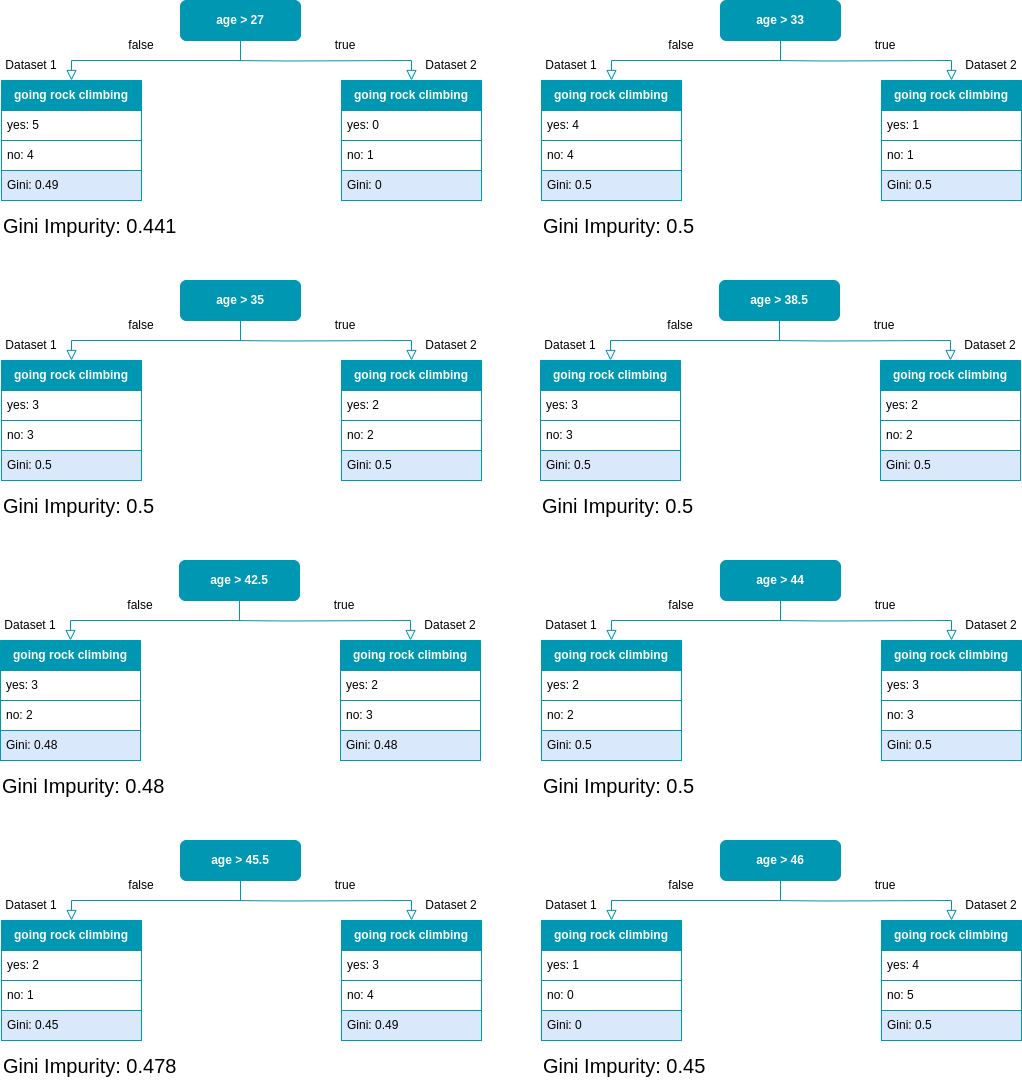 age > 27
false
true
Dataset 1
Dataset 2
going rock climbing
yes: 5
no: 4
Gini: 0.49
going rock climbing
yes: 0
no: 1
Gini: 0
Gini Impurity: 0.441
age > 33
false
true
Dataset 1
Dataset 2
going rock climbing
yes: 4
no: 4
Gini: 0.5
going rock climbing
yes: 1
no: 1
Gini: 0.5
Gini Impurity: 0.5
age > 35
false
true
Dataset 1
Dataset 2
going rock climbing
yes: 3
no: 3
Gini: 0.5
going rock climbing
yes: 2
no: 2
Gini: 0.5
Gini Impurity: 0.5
age > 38.5
false
true
Dataset 1
Dataset 2
going rock climbing
yes: 3
no: 3
Gini: 0.5
going rock climbing
yes: 2
no: 2
Gini: 0.5
Gini Impurity: 0.5
age > 42.5
false
true
Dataset 1
Dataset 2
going rock climbing
yes: 3
no: 2
Gini: 0.48
going rock climbing
yes: 2
no: 3
Gini: 0.48
Gini Impurity: 0.48
age > 44
false
true
Dataset 1
Dataset 2
going rock climbing
yes: 2
no: 2
Gini: 0.5
going rock climbing
yes: 3
no: 3
Gini: 0.5
Gini Impurity: 0.5
age > 45.5
false
true
Dataset 1
Dataset 2
going rock climbing
yes: 2
no: 1
Gini: 0.45
going rock climbing
yes: 3
no: 4
Gini: 0.49
Gini Impurity: 0.478
age > 46
false
true
Dataset 1
Dataset 2
going rock climbing
yes: 1
no: 0
Gini: 0
going rock climbing
yes: 4
no: 5
Gini: 0.5
Gini Impurity: 0.45